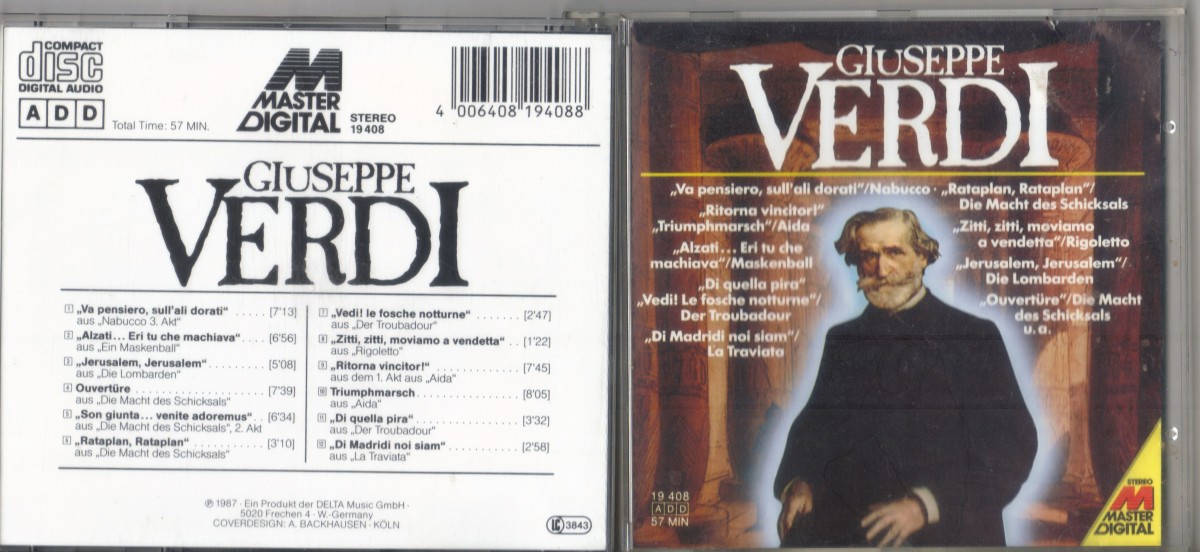 COMPACT
disc
DIGITAL AUDIO
A D D
Total Time: 57 MIN.
M
MASTER
DIGITAL
STEREO
19 408
4 006408 194088
GIUSEPPE
VERDI
1 „Va pensiero, sull'ali dorati“ ..... [7'13]
aus „Nabucco 3. Akt“
2 „Alzati... Eri tu che machiava“ .... [6'56]
aus „Ein Maskenball“
3 „Jerusalem, Jerusalem“ ......... [5'08]
aus „Die Lombarden“
4 Ouvertüre .................... [7'39]
aus „Die Macht des Schicksals“
5 „Son giunta... venite adoremus“ .. [6'34]
aus „Die Macht des Schicksals“, 2. Akt
6 „Rataplan, Rataplan“ .......... [3'10]
aus „Die Macht des Schicksals“
7 „Vedi! le fosche notturne“ ....... [2'47]
aus „Der Troubadour“
8 „Zitti, zitti, moviamo a vendetta“ .. [1'22]
aus „Rigoletto“
9 „Ritorna vincitor!“ ............. [7'45]
aus dem 1. Akt aus „Aida“
10 Triumphmarsch ............... [8'05]
aus „Aida“
11 „Di quella pira“ ................ [3'32]
aus „Der Troubadour“
12 „Di Madridi noi siam“ ........... [2'58]
aus „La Traviata“
℗ 1987 · Ein Produkt der DELTA Music GmbH ·
5020 Frechen 4 · W.-Germany
COVERDESIGN: A. BACKHAUSEN · KÖLN
LC 3843
GIUSEPPE
VERDI
„Va pensiero, sull'ali dorati“/Nabucco · „Rataplan, Rataplan“/
Die Macht des Schicksals
„Ritorna vincitor!“
„Triumphmarsch“/Aida
„Zitti, zitti, moviamo
a vendetta“/Rigoletto
„Alzati... Eri tu che
machiava“/Maskenball
„Jerusalem, Jerusalem“/
Die Lombarden
„Di quella pira“
„Vedi! Le fosche notturne“/
Der Troubadour
„Ouvertüre“/Die Macht
des Schicksals
u. a.
„Di Madridi noi siam“/
La Traviata
19 408
A D D
57 MIN
STEREO
M
MASTER
DIGITAL